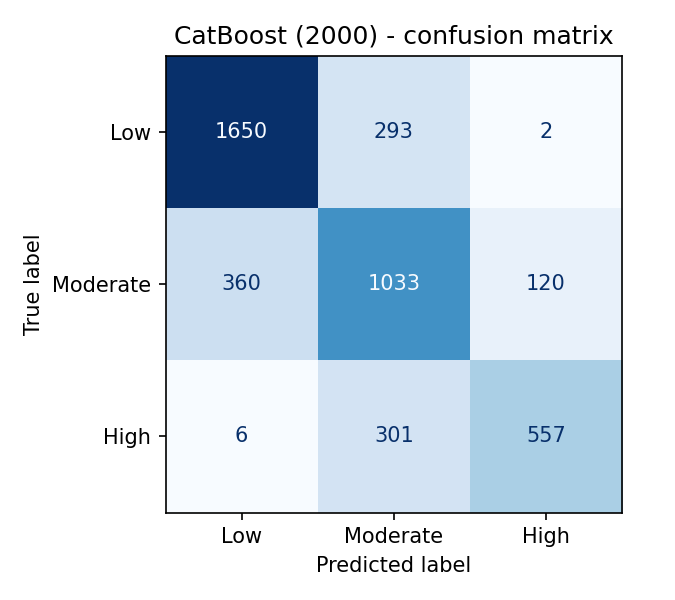 CatBoost (2000) - confusion matrix
True label
Low 1650 293 2
Moderate 360 1033 120
High 6 301 557
Low Moderate High
Predicted label